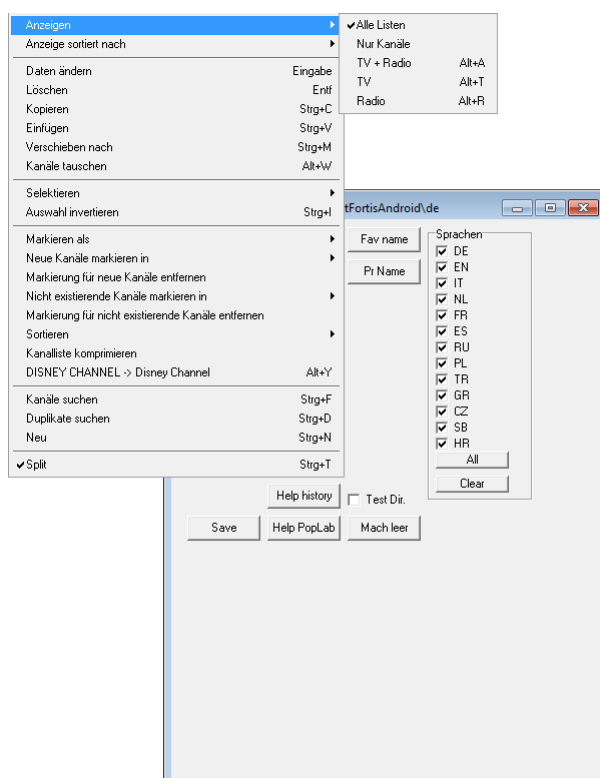 Anzeigen
Anzeige sortiert nach
Daten ändern Eingabe
Löschen Entf
Kopieren Strg+C
Einfügen Strg+V
Verschieben nach Strg+M
Kanäle tauschen Alt+W
Selektieren
Auswahl invertieren Strg+I
Markieren als
Neue Kanäle markieren in
Markierung für neue Kanäle entfernen
Nicht existierende Kanäle markieren in
Markierung für nicht existierende Kanäle entfernen
Sortieren
Kanalliste komprimieren
DISNEY CHANNEL -> Disney Channel Alt+Y
Kanäle suchen Strg+F
Duplikate suchen Strg+D
Neu Strg+N
Split Strg+T
Alle Listen
Nur Kanäle
TV + Radio Alt+A
TV Alt+T
Radio Alt+R
tFortisAndroid\de
Fav name
Pr Name
Sprachen
DE
EN
IT
NL
FR
ES
RU
PL
TR
GR
CZ
SB
HR
All
Clear
Help history
Test Dir.
Save
Help PopLab
Mach leer